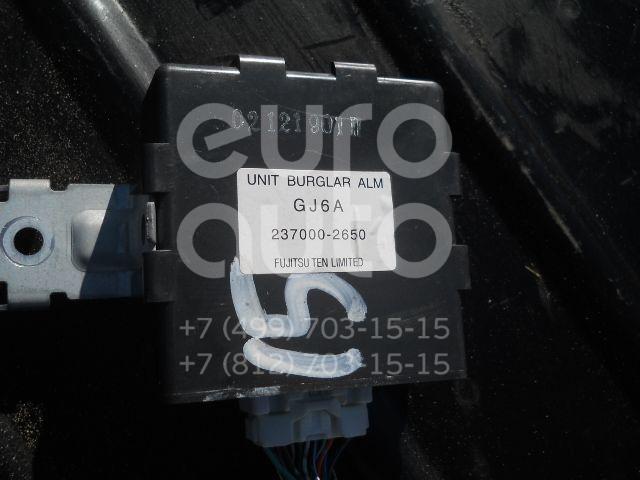 euro
auto
UNIT BURGLAR ALM
GJ6A
237000-2650
FUJITSU TEN LIMITED
+7 (499) 703-15-15
+7 (812) 703-15-15